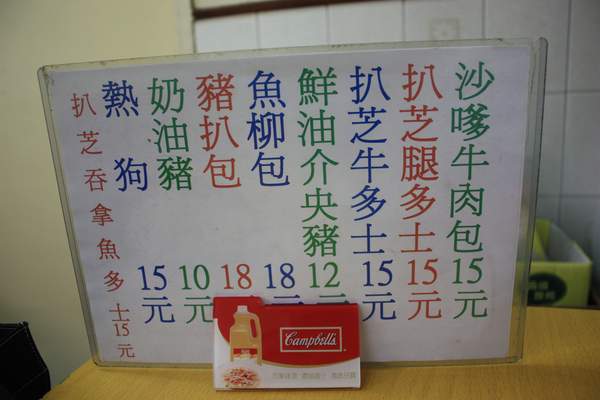 沙嗲牛肉包15元
扒芝腿多士15元
扒芝牛多士15元
鮮油介央豬12元
魚柳包18元
豬扒包18
奶油豬10元
熱狗15元
扒芝吞拿魚多士15元
Campbell's